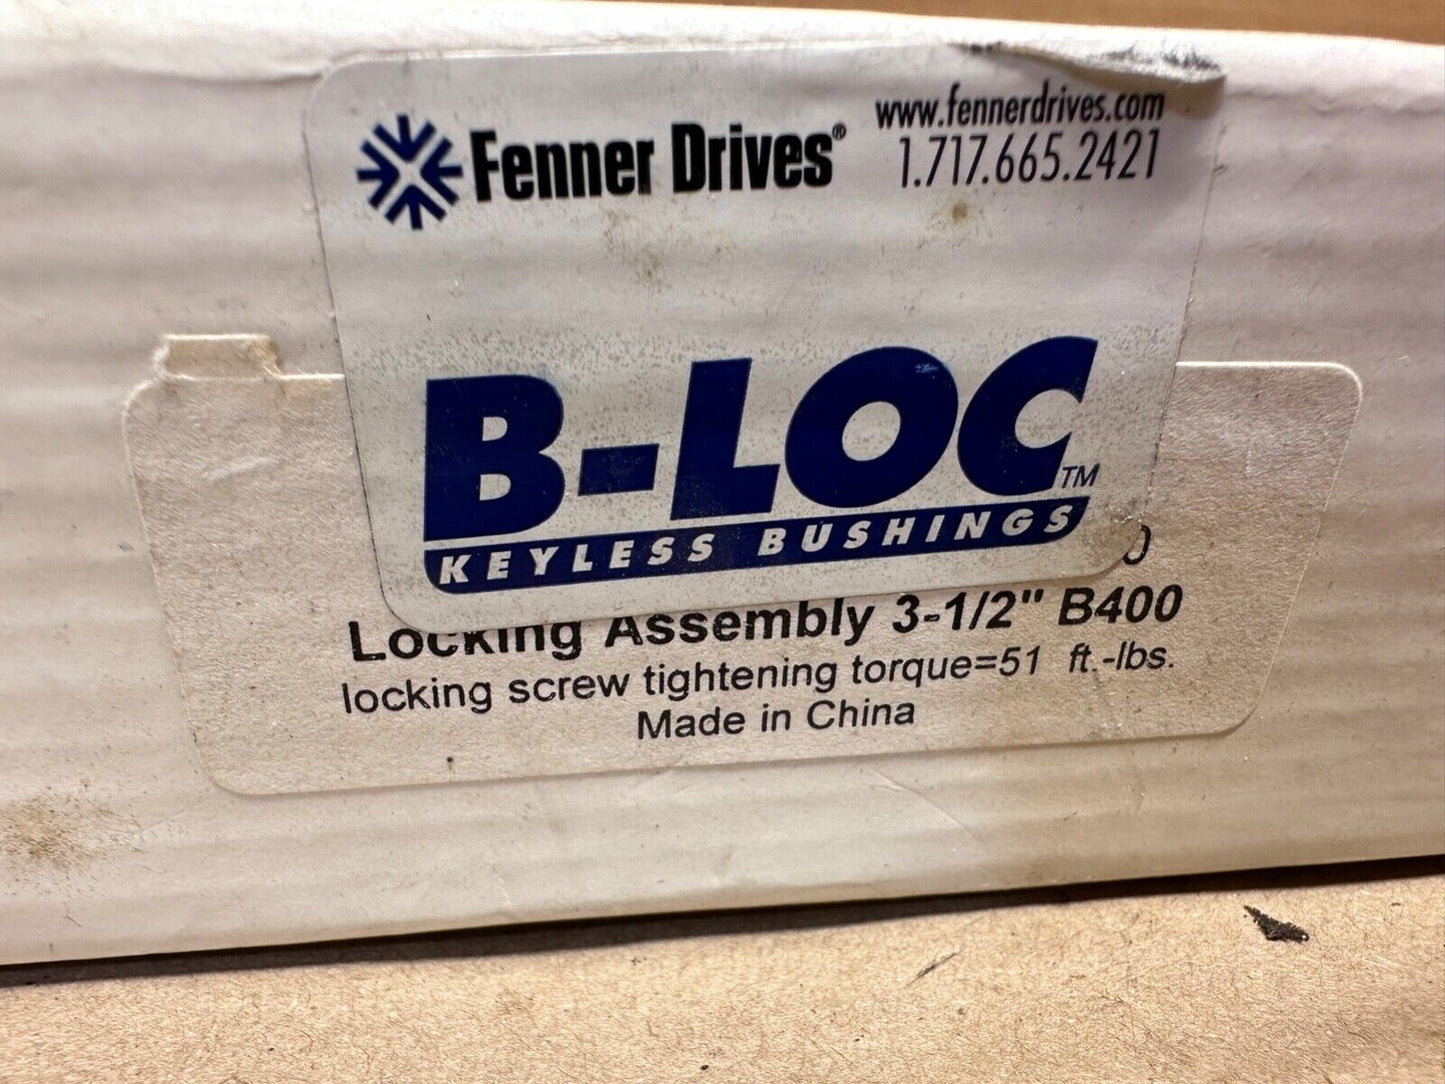 Fenner Drives®
www.fennerdrives.com
1.717.665.2421
B-LOC™
KEYLESS BUSHINGS
Locking Assembly 3-1/2" B400
locking screw tightening torque=51 ft.-lbs.
Made in China